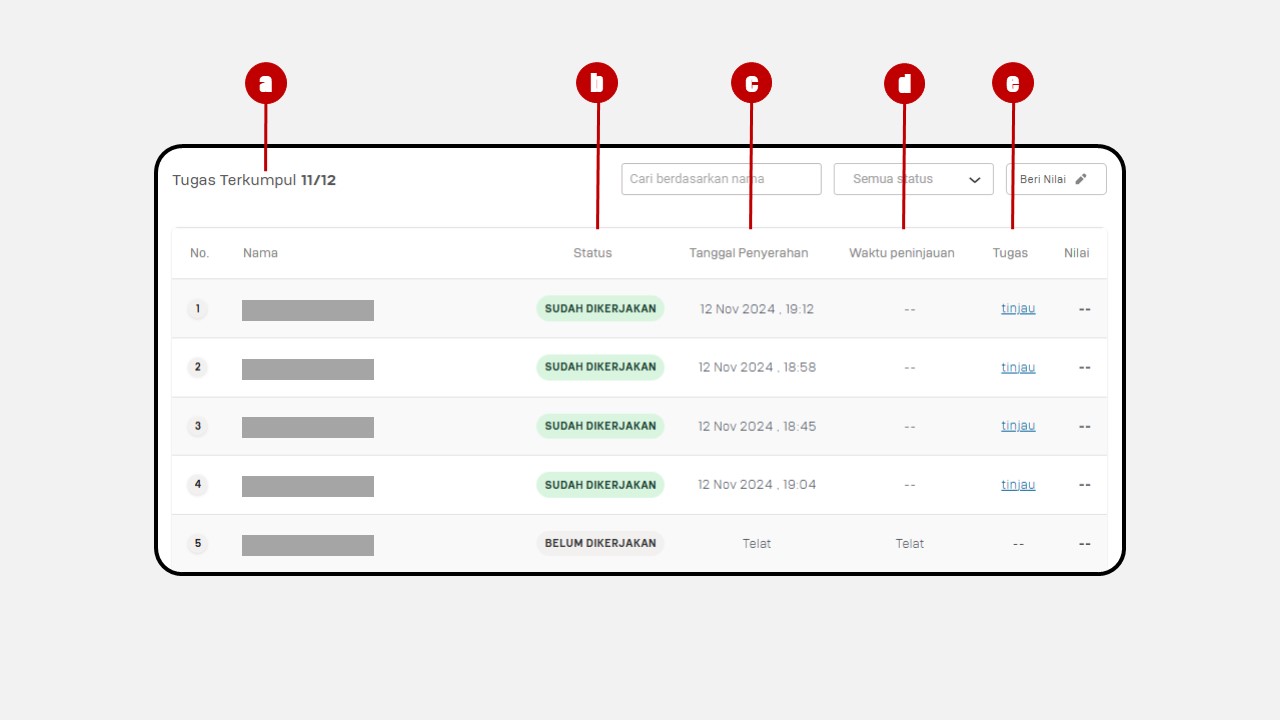 a b c d e
Tugas Terkumpul 11/12 Cari berdasarkan nama Semua status Beri Nilai
No. Nama Status Tanggal Penyerahan Waktu peninjauan Tugas Nilai
1 SUDAH DIKERJAKAN 12 Nov 2024 , 19:12 -- tinjau --
2 SUDAH DIKERJAKAN 12 Nov 2024 , 18:58 -- tinjau --
3 SUDAH DIKERJAKAN 12 Nov 2024 , 18:45 -- tinjau --
4 SUDAH DIKERJAKAN 12 Nov 2024 , 19:04 -- tinjau --
5 BELUM DIKERJAKAN Telat Telat -- --